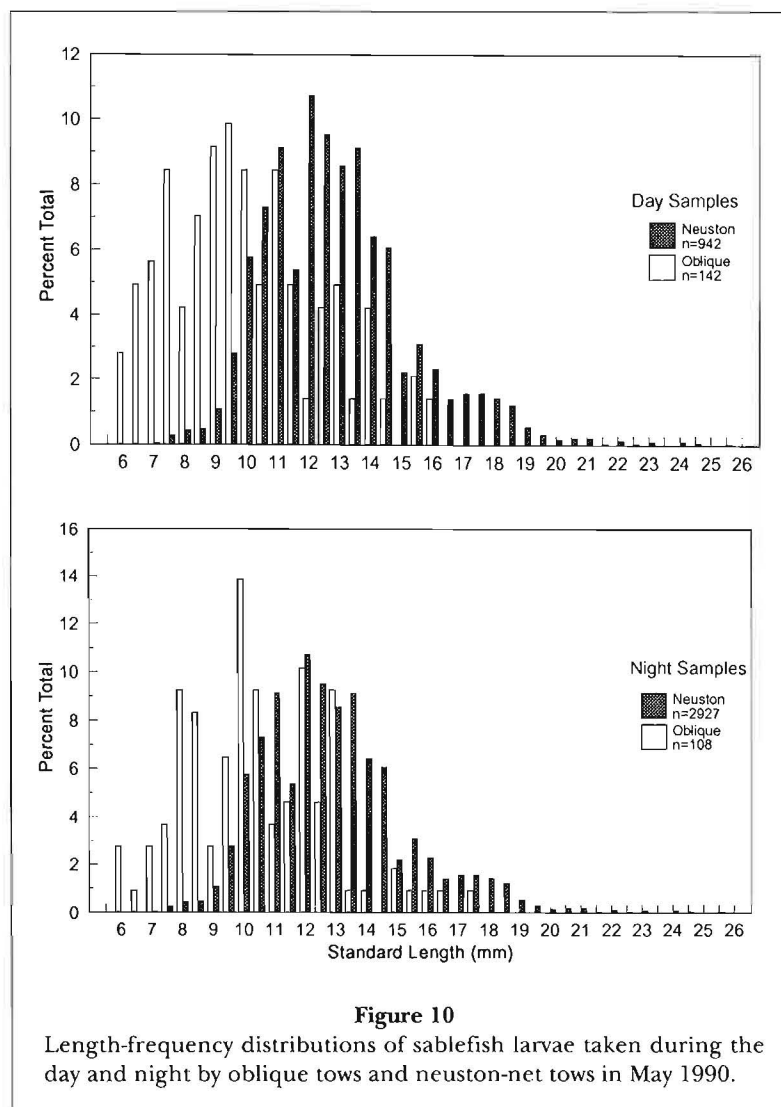 12
10
8
6
4
2
0
Percent Total
Day Samples
Neuston
n=942
Oblique
n=142
6 7 8 9 10 11 12 13 14 15 16 17 18 19 20 21 22 23 24 25 26
16
14
12
10
8
6
4
2
0
Percent Total
Night Samples
Neuston
n=2927
Oblique
n=108
6 7 8 9 10 11 12 13 14 15 16 17 18 19 20 21 22 23 24 25 26
Standard Length (mm)
Figure 10
Length-frequency distributions of sablefish larvae taken during the
day and night by oblique tows and neuston-net tows in May 1990.